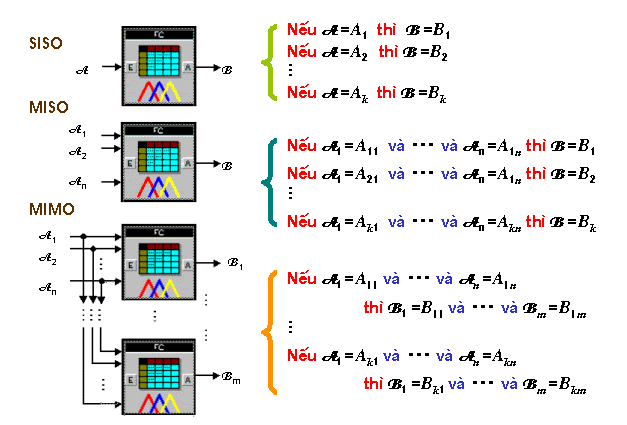 SISO
FC
𝒜
E
A
ℬ
Nếu 𝒜=A₁ thì ℬ=B₁
Nếu 𝒜=A₂ thì ℬ=B₂
⋮
Nếu 𝒜=Aₖ thì ℬ=Bₖ
MISO
FC
𝒜₁
𝒜₂
𝒜n
E
A
ℬ
Nếu 𝒜₁=A₁₁ và ··· và 𝒜n=A₁ₙ thì ℬ=B₁
Nếu 𝒜₁=A₂₁ và ··· và 𝒜n=A₁ₙ thì ℬ=B₂
⋮
Nếu 𝒜₁=Aₖ₁ và ··· và 𝒜n=Aₖₙ thì ℬ=Bₖ
MIMO
FC
𝒜₁
𝒜₂
⋮
𝒜n
E
A
ℬ₁
⋮
FC
E
A
ℬm
Nếu 𝒜₁=A₁₁ và ··· và 𝒜ₙ=A₁ₙ
thì ℬ₁=B₁₁ và ··· và ℬₘ=B₁ₘ
⋮
Nếu 𝒜₁=Aₖ₁ và ··· và 𝒜ₙ=Aₖₙ
thì ℬ₁=Bₖ₁ và ··· và ℬₘ=Bₖₘ